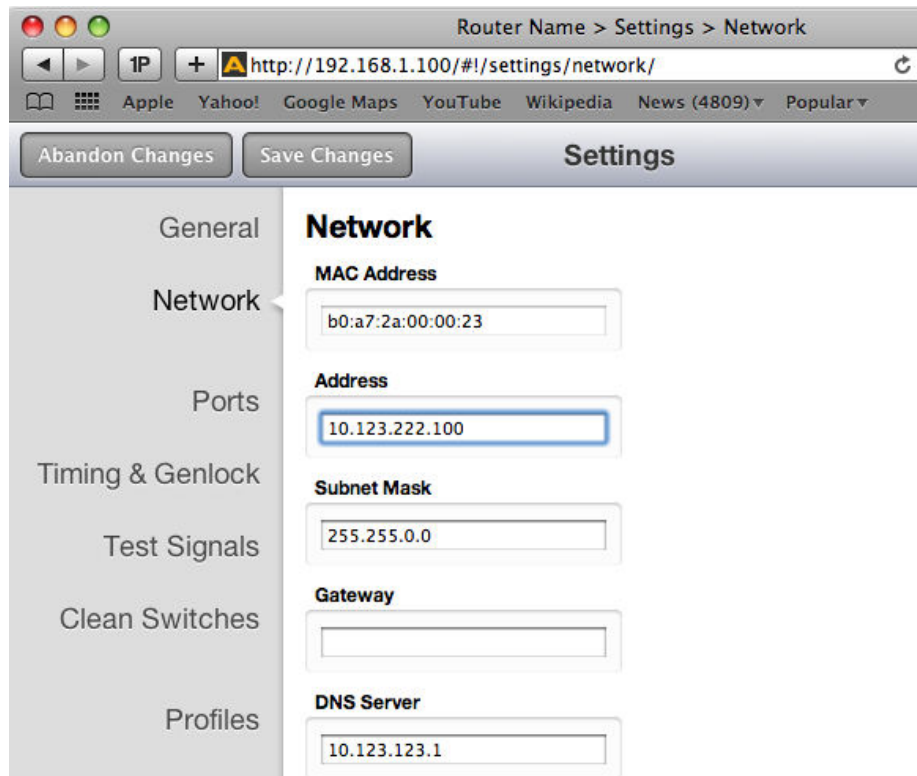 Router Name > Settings > Network
1P + http://192.168.1.100/#!/settings/network/
Apple Yahoo! Google Maps YouTube Wikipedia News (4809) Popular
Abandon Changes Save Changes Settings
General
Network
Ports
Timing & Genlock
Test Signals
Clean Switches
Profiles
Network
MAC Address
b0:a7:2a:00:00:23
Address
10.123.222.100
Subnet Mask
255.255.0.0
Gateway
DNS Server
10.123.123.1